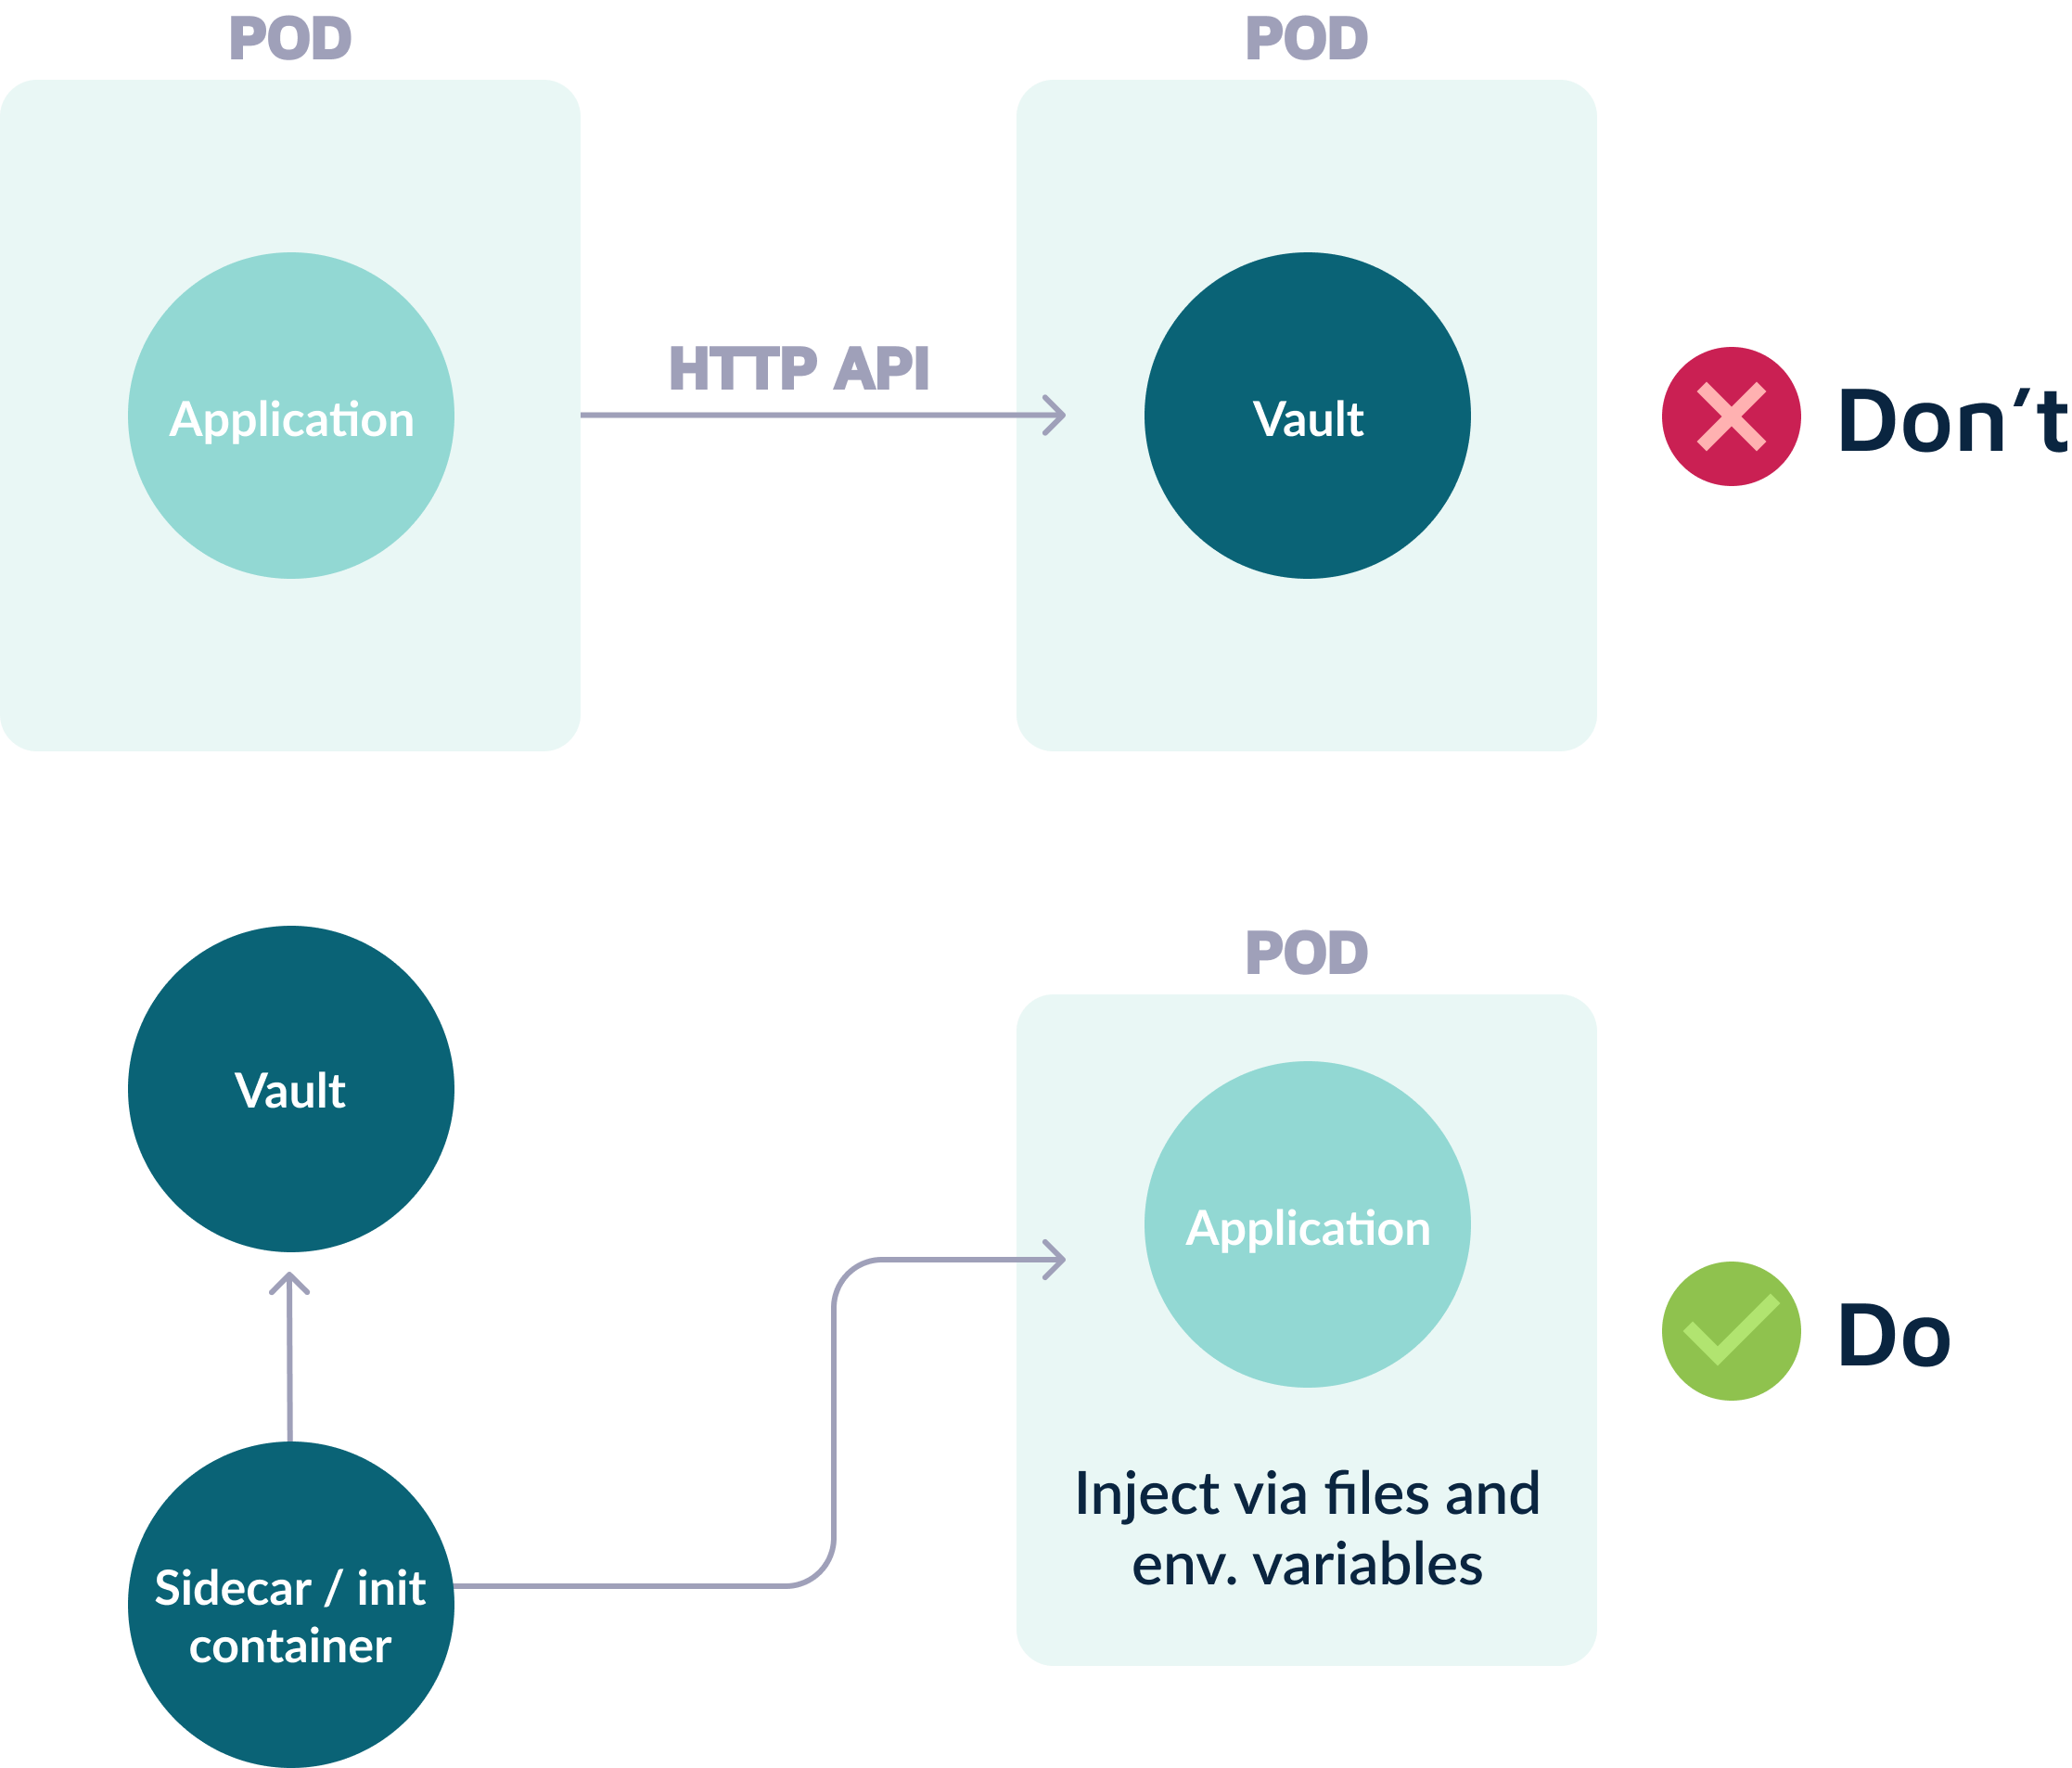 POD
POD
Application
HTTP API
Vault
Don't
Vault
POD
Application
Do
Inject via files and
env. variables
Sidecar / init
container